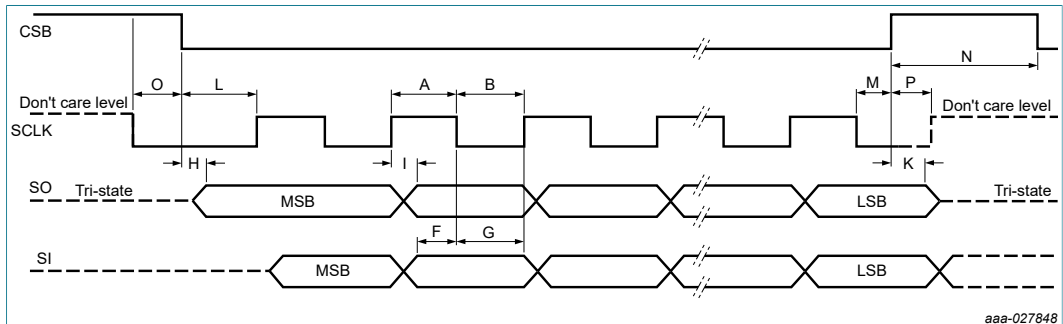 CSB
N
O L A B M P
Don't care level Don't care level
SCLK
H I K
SO Tri-state MSB LSB Tri-state
F G
SI MSB LSB
aaa-027848